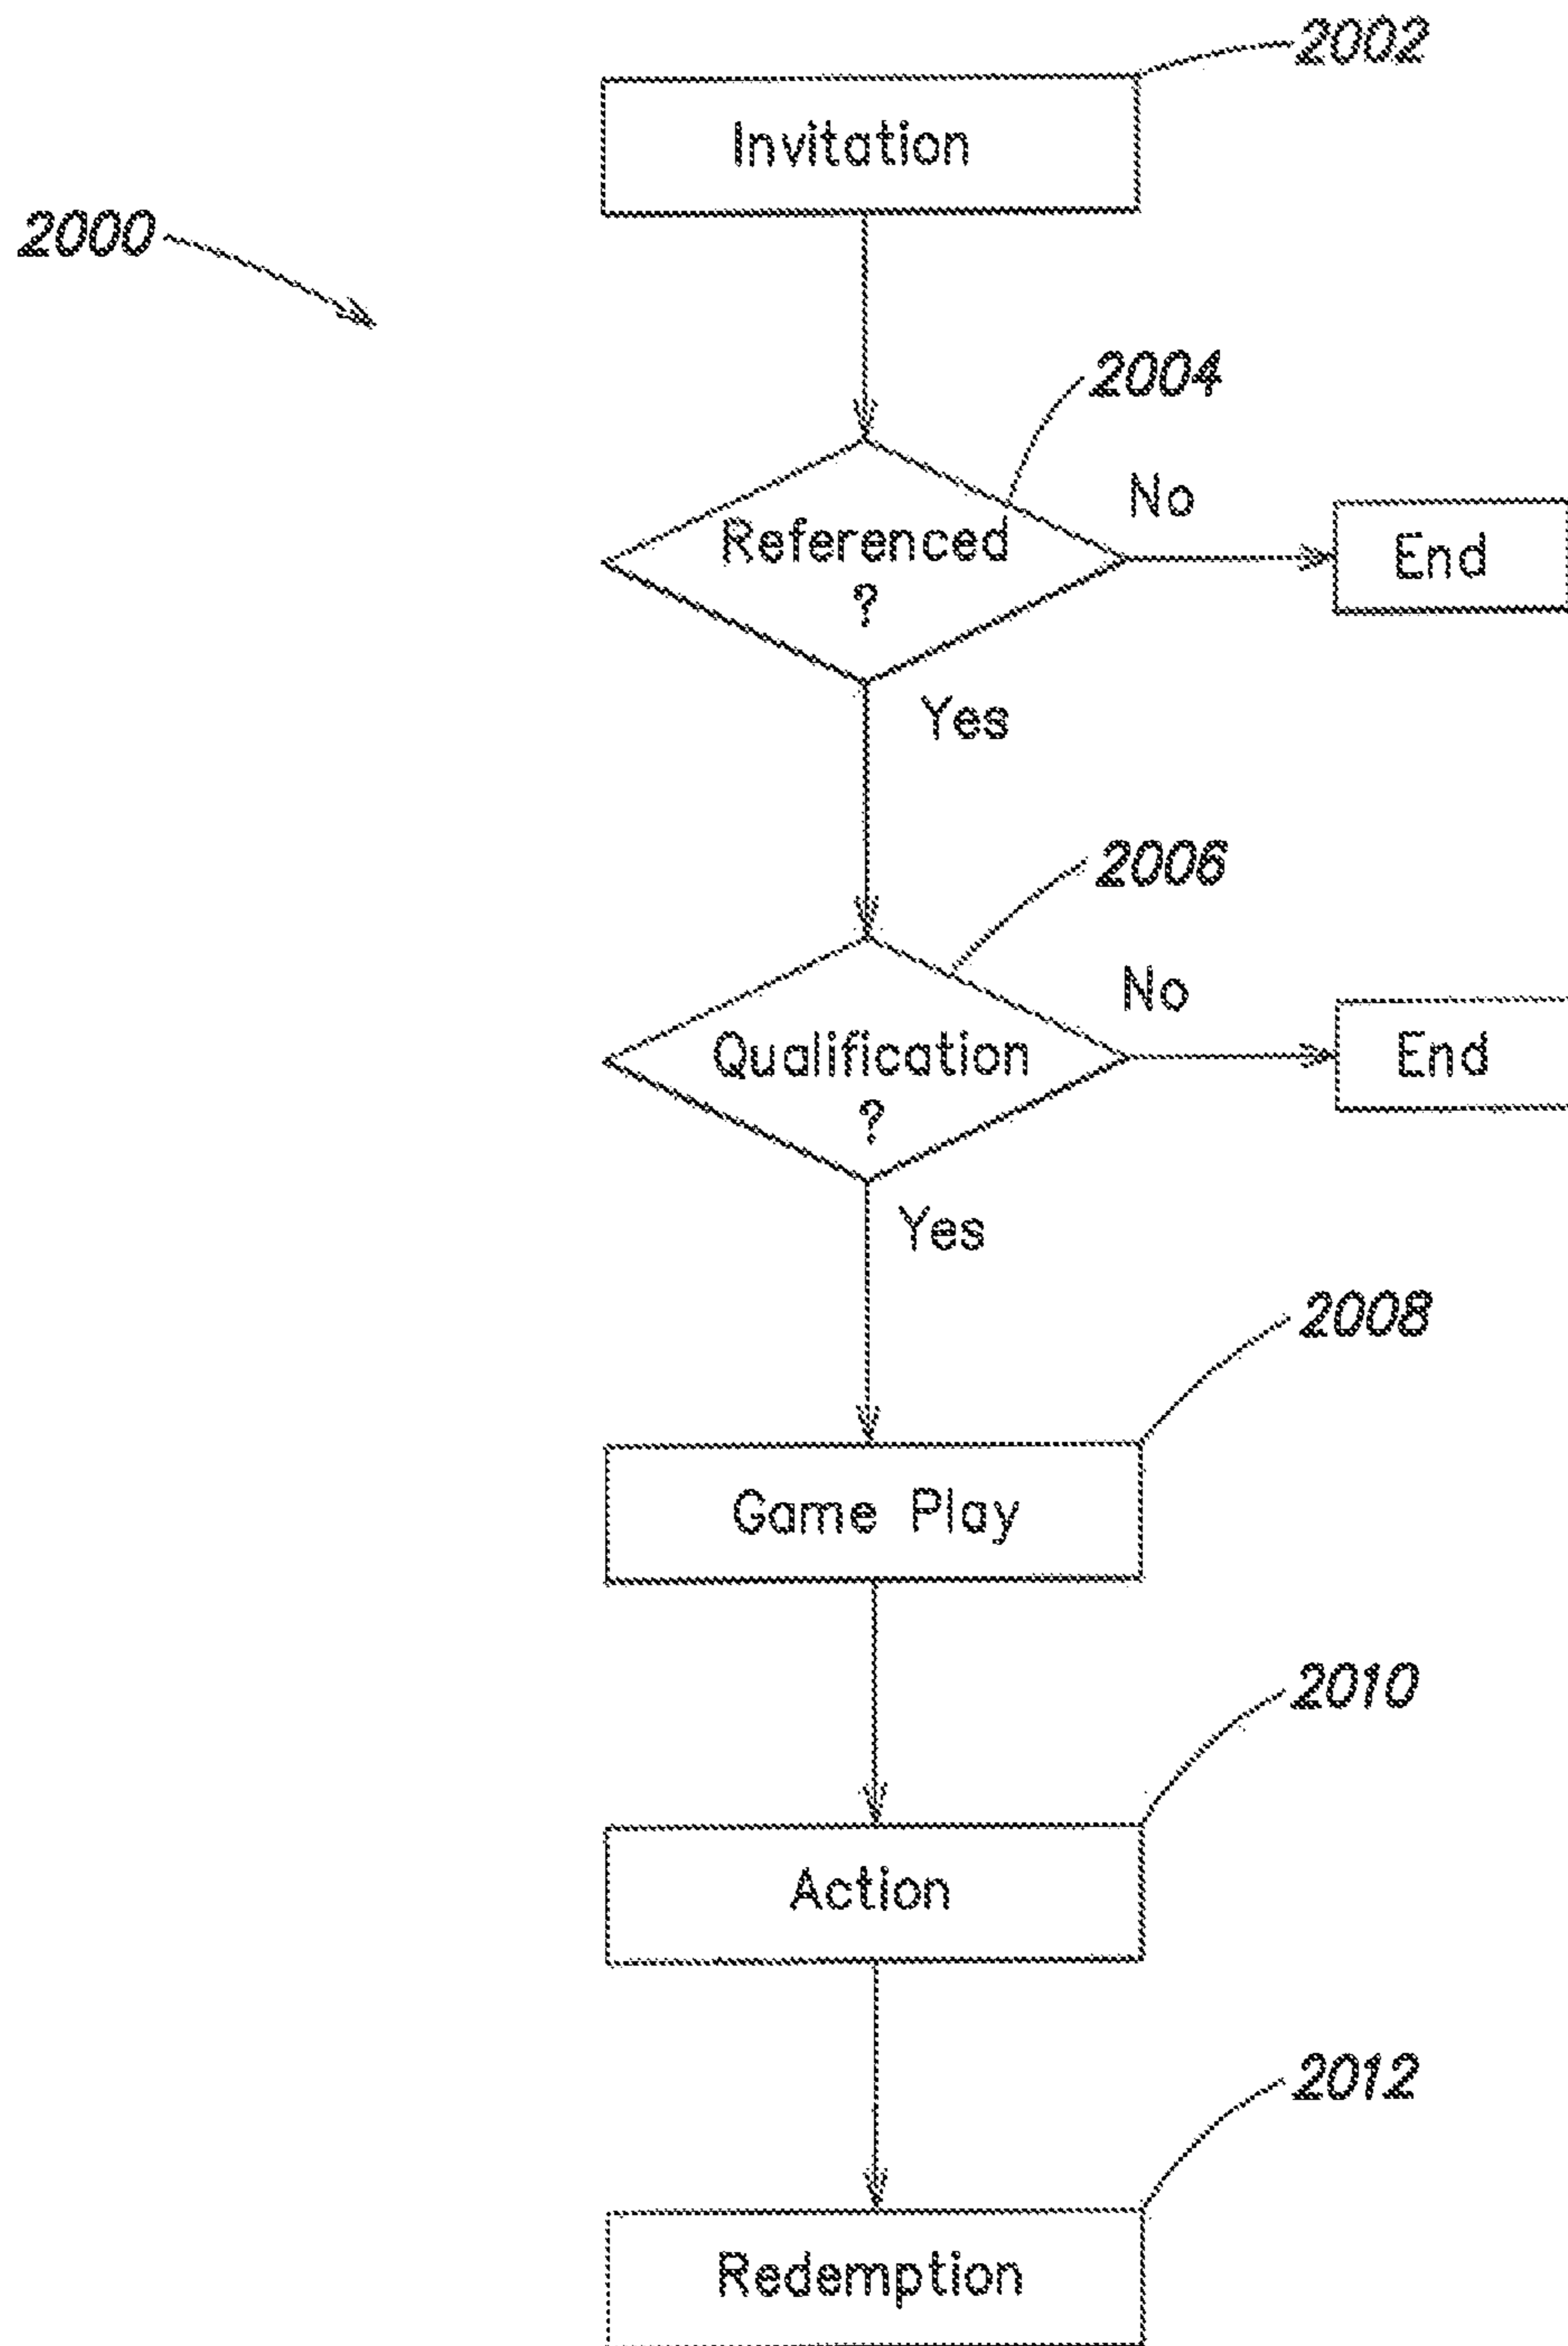 2002
Invitation
2000
2004
No
Referenced
?
End
Yes
2006
No
Qualification
?
End
Yes
2008
Game Play
2010
Action
2012
Redemption